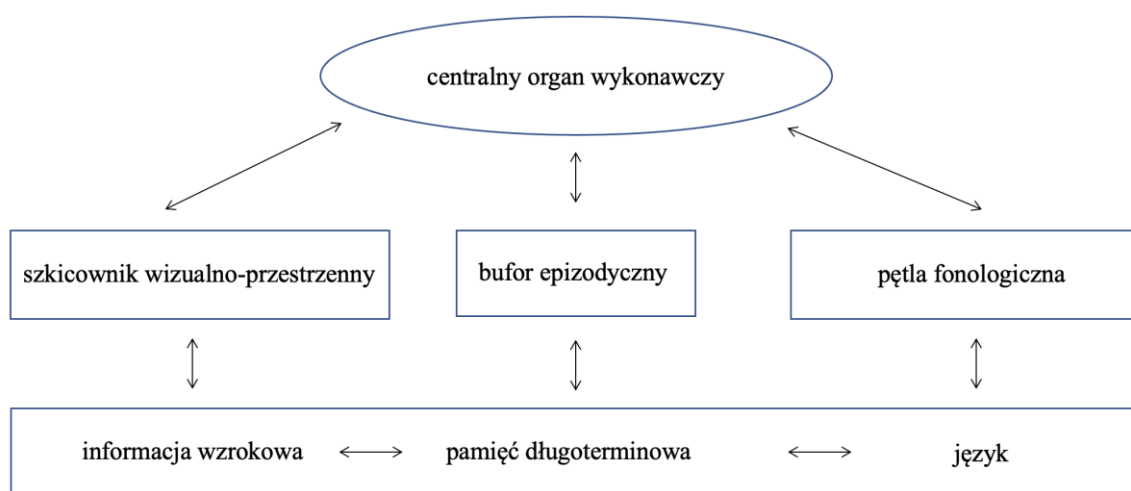 centralny organ wykonawczy
szkicownik wizualno-przestrzenny
bufor epizodyczny
pętla fonologiczna
informacja wzrokowa
pamięć długoterminowa
język